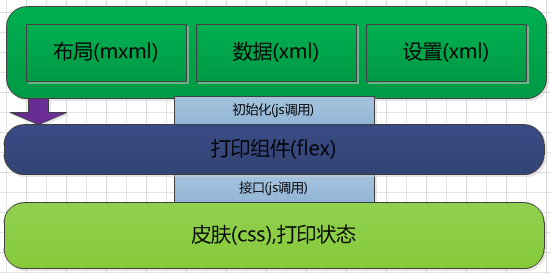 布局(mxml) 数据(xml) 设置(xml)
初始化(js调用)
打印组件(flex)
接口(js调用)
皮肤(css),打印状态